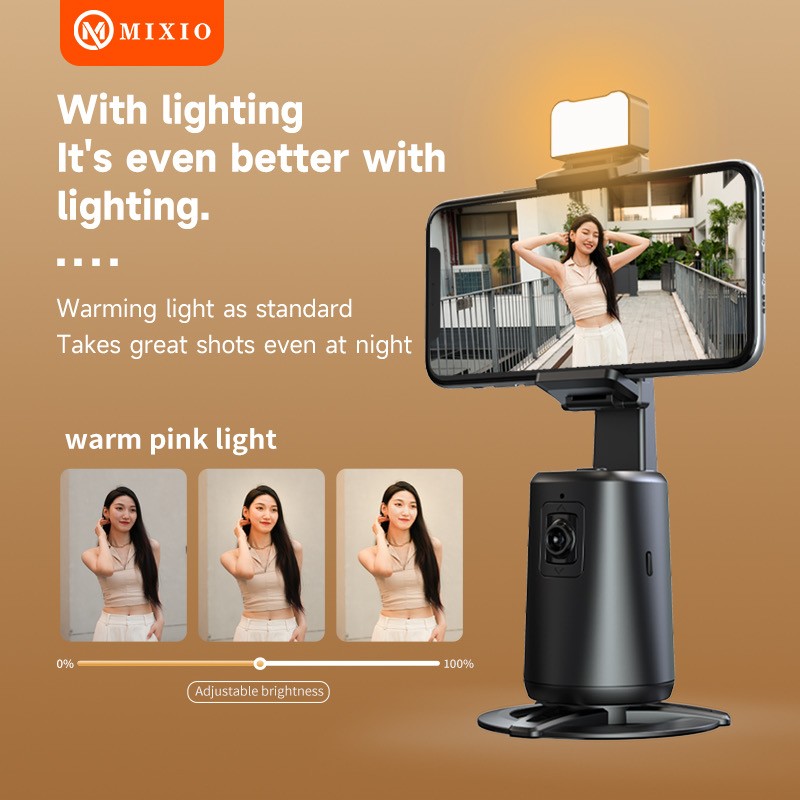 MIXIO
With lighting
It's even better with
lighting.
Warming light as standard
Takes great shots even at night
warm pink light
0%
100%
Adjustable brightness